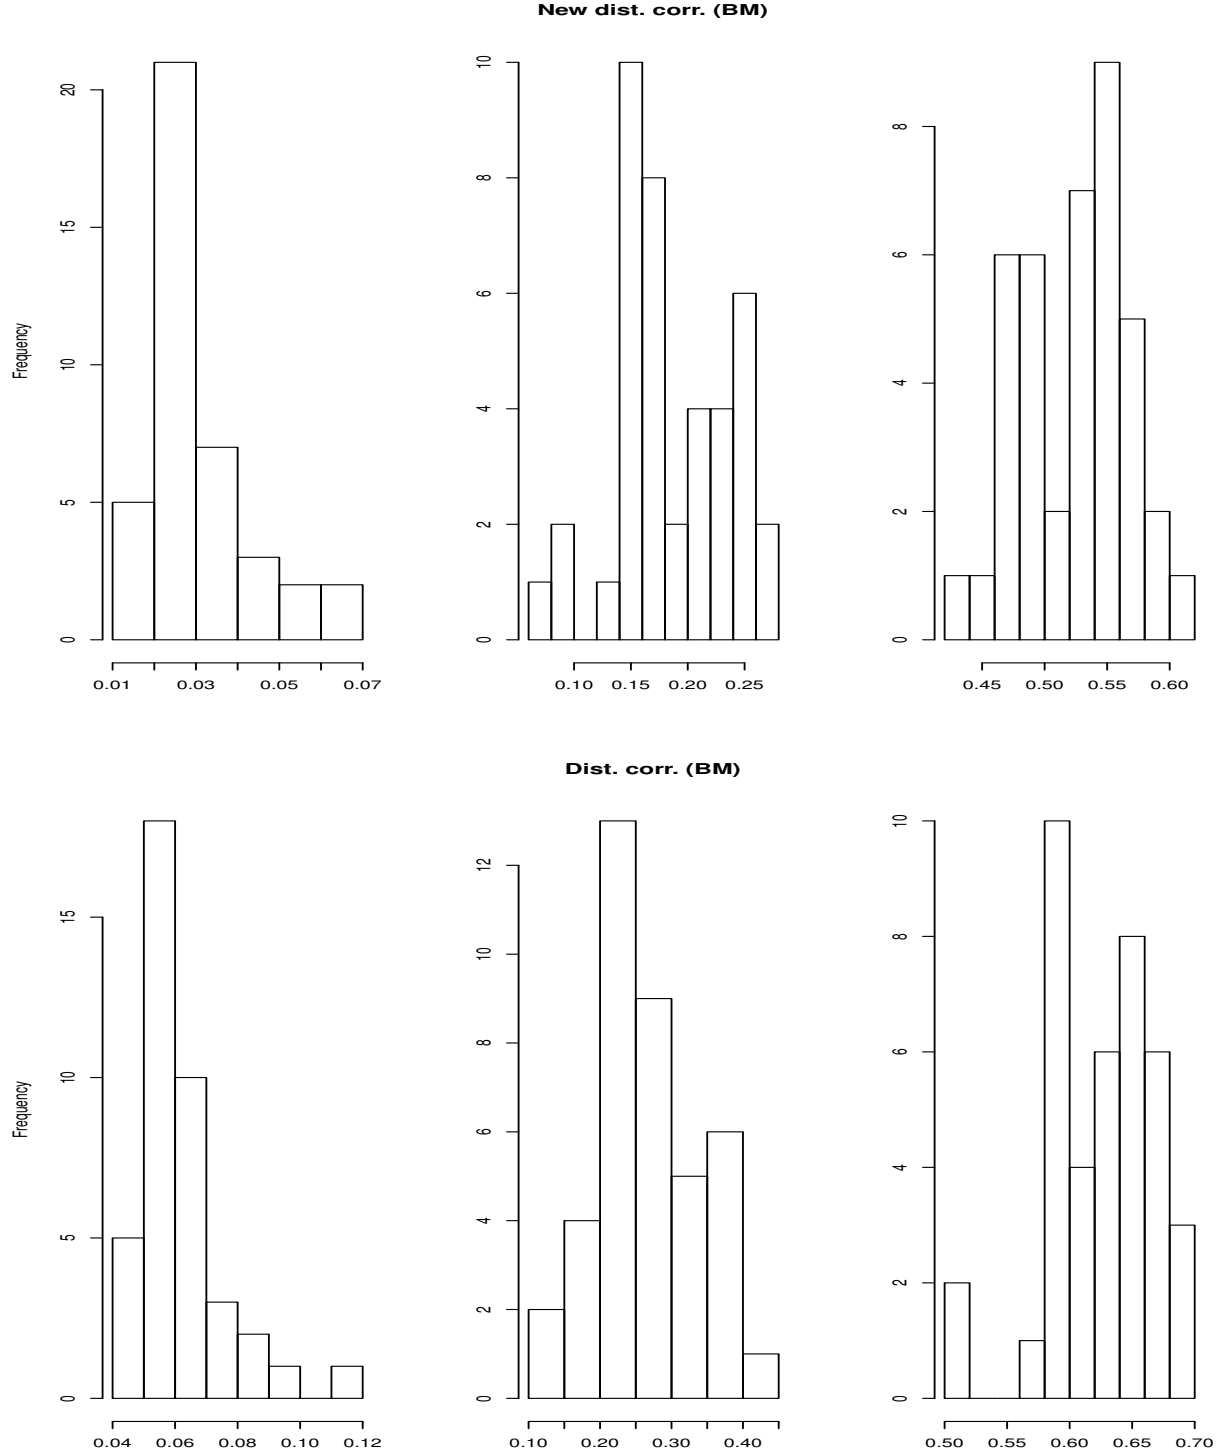 New dist. corr. (BM)
Frequency
0 5 10 15 20
0.01 0.03 0.05 0.07
0 2 4 6 8 10
0.10 0.15 0.20 0.25
0 2 4 6 8
0.45 0.50 0.55 0.60
Dist. corr. (BM)
Frequency
0 5 10 15
0.04 0.06 0.08 0.10 0.12
0 2 4 6 8 10 12
0.10 0.20 0.30 0.40
0 2 4 6 8 10
0.50 0.55 0.60 0.65 0.70